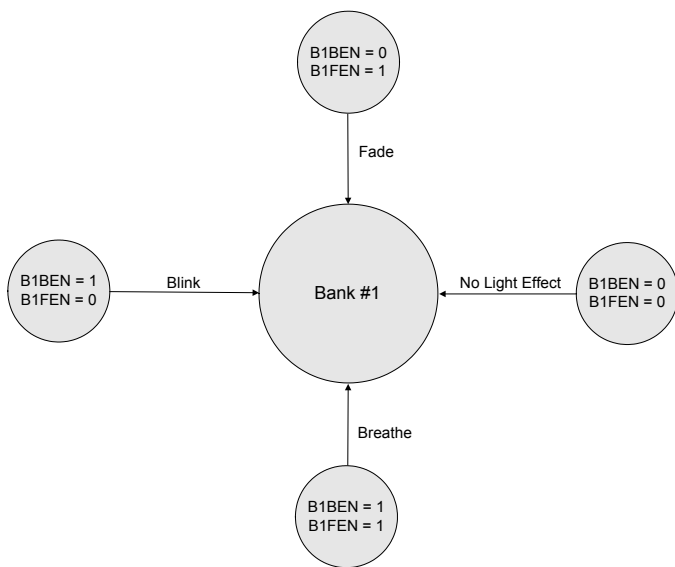 B1BEN = 0
B1FEN = 1
Fade
B1BEN = 1
B1FEN = 0
Blink
Bank #1
No Light Effect
B1BEN = 0
B1FEN = 0
Breathe
B1BEN = 1
B1FEN = 1